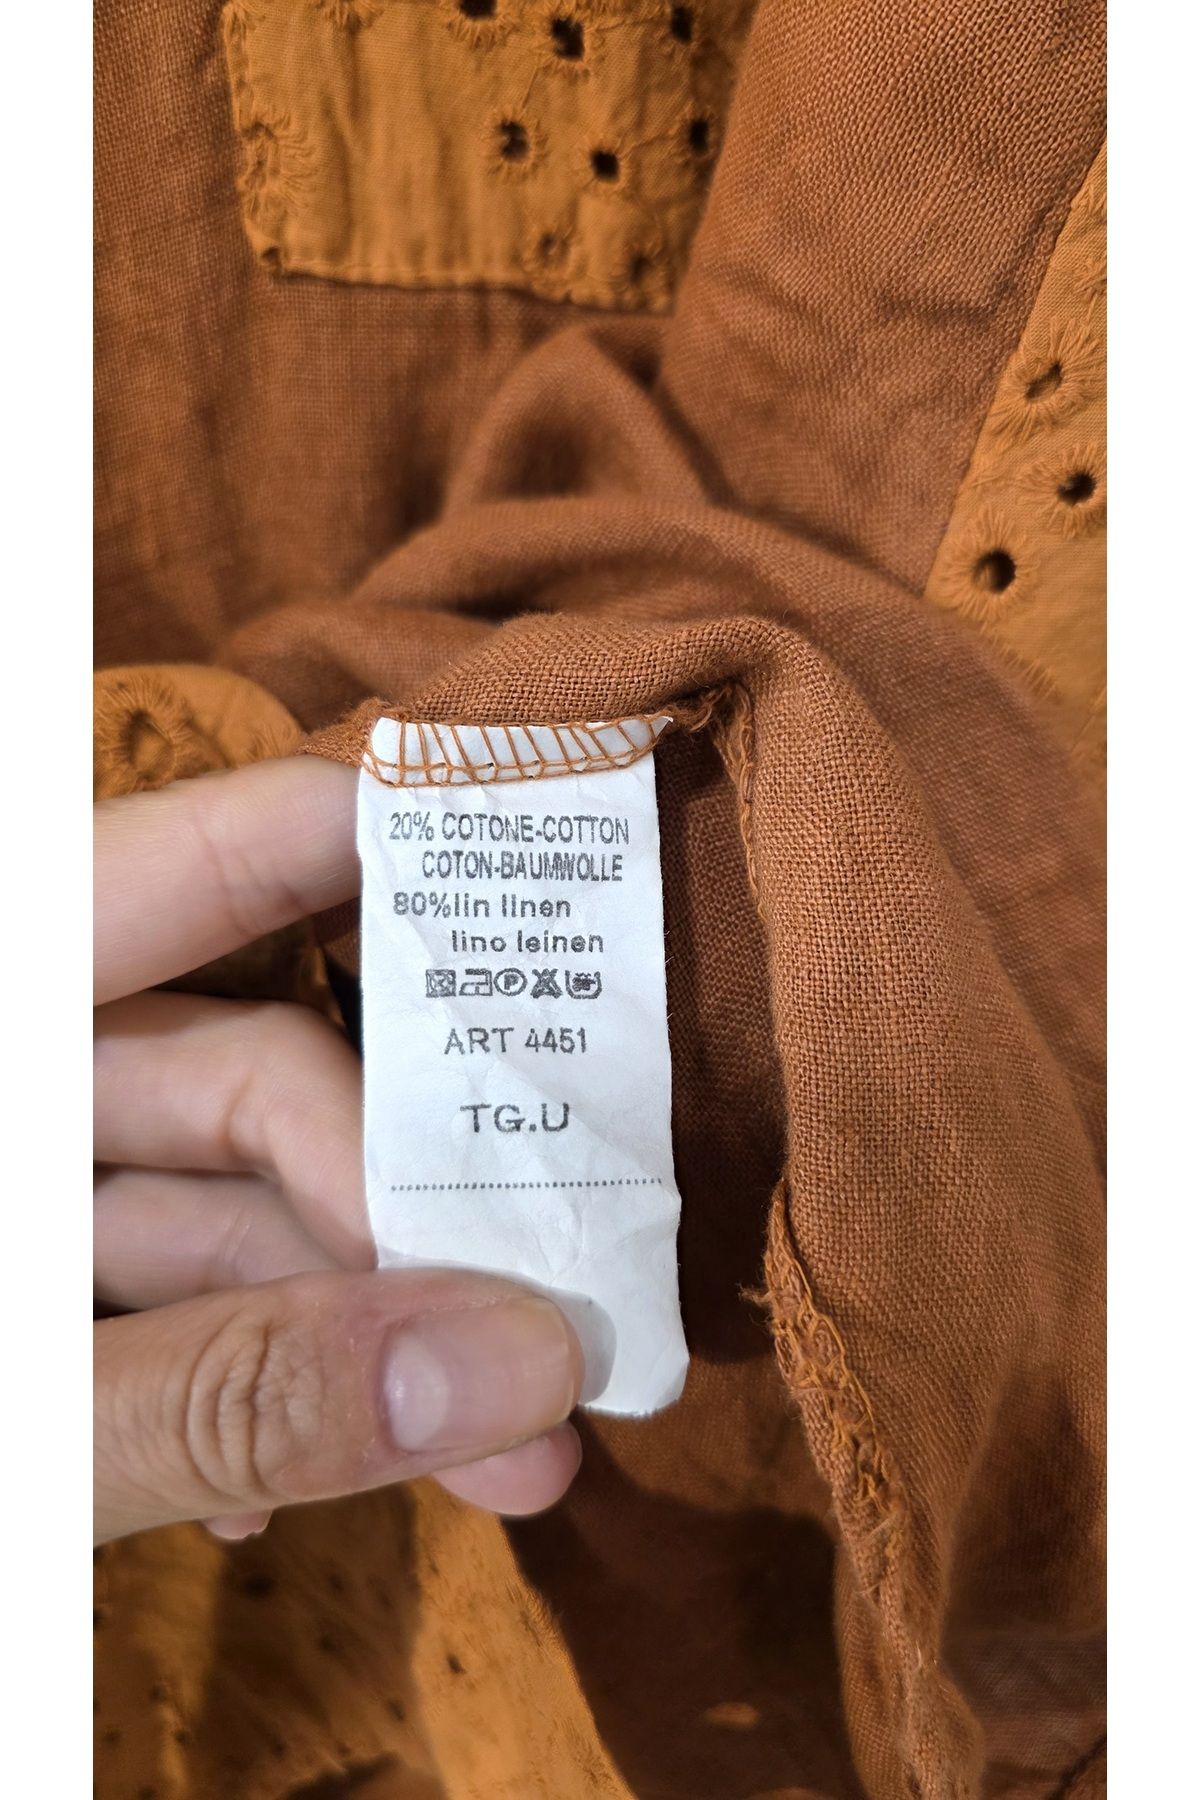 20% COTONE-COTTON
COTON-BAUMWOLLE
80%lin linen
lino leinen
P
ART 4451
TG.U